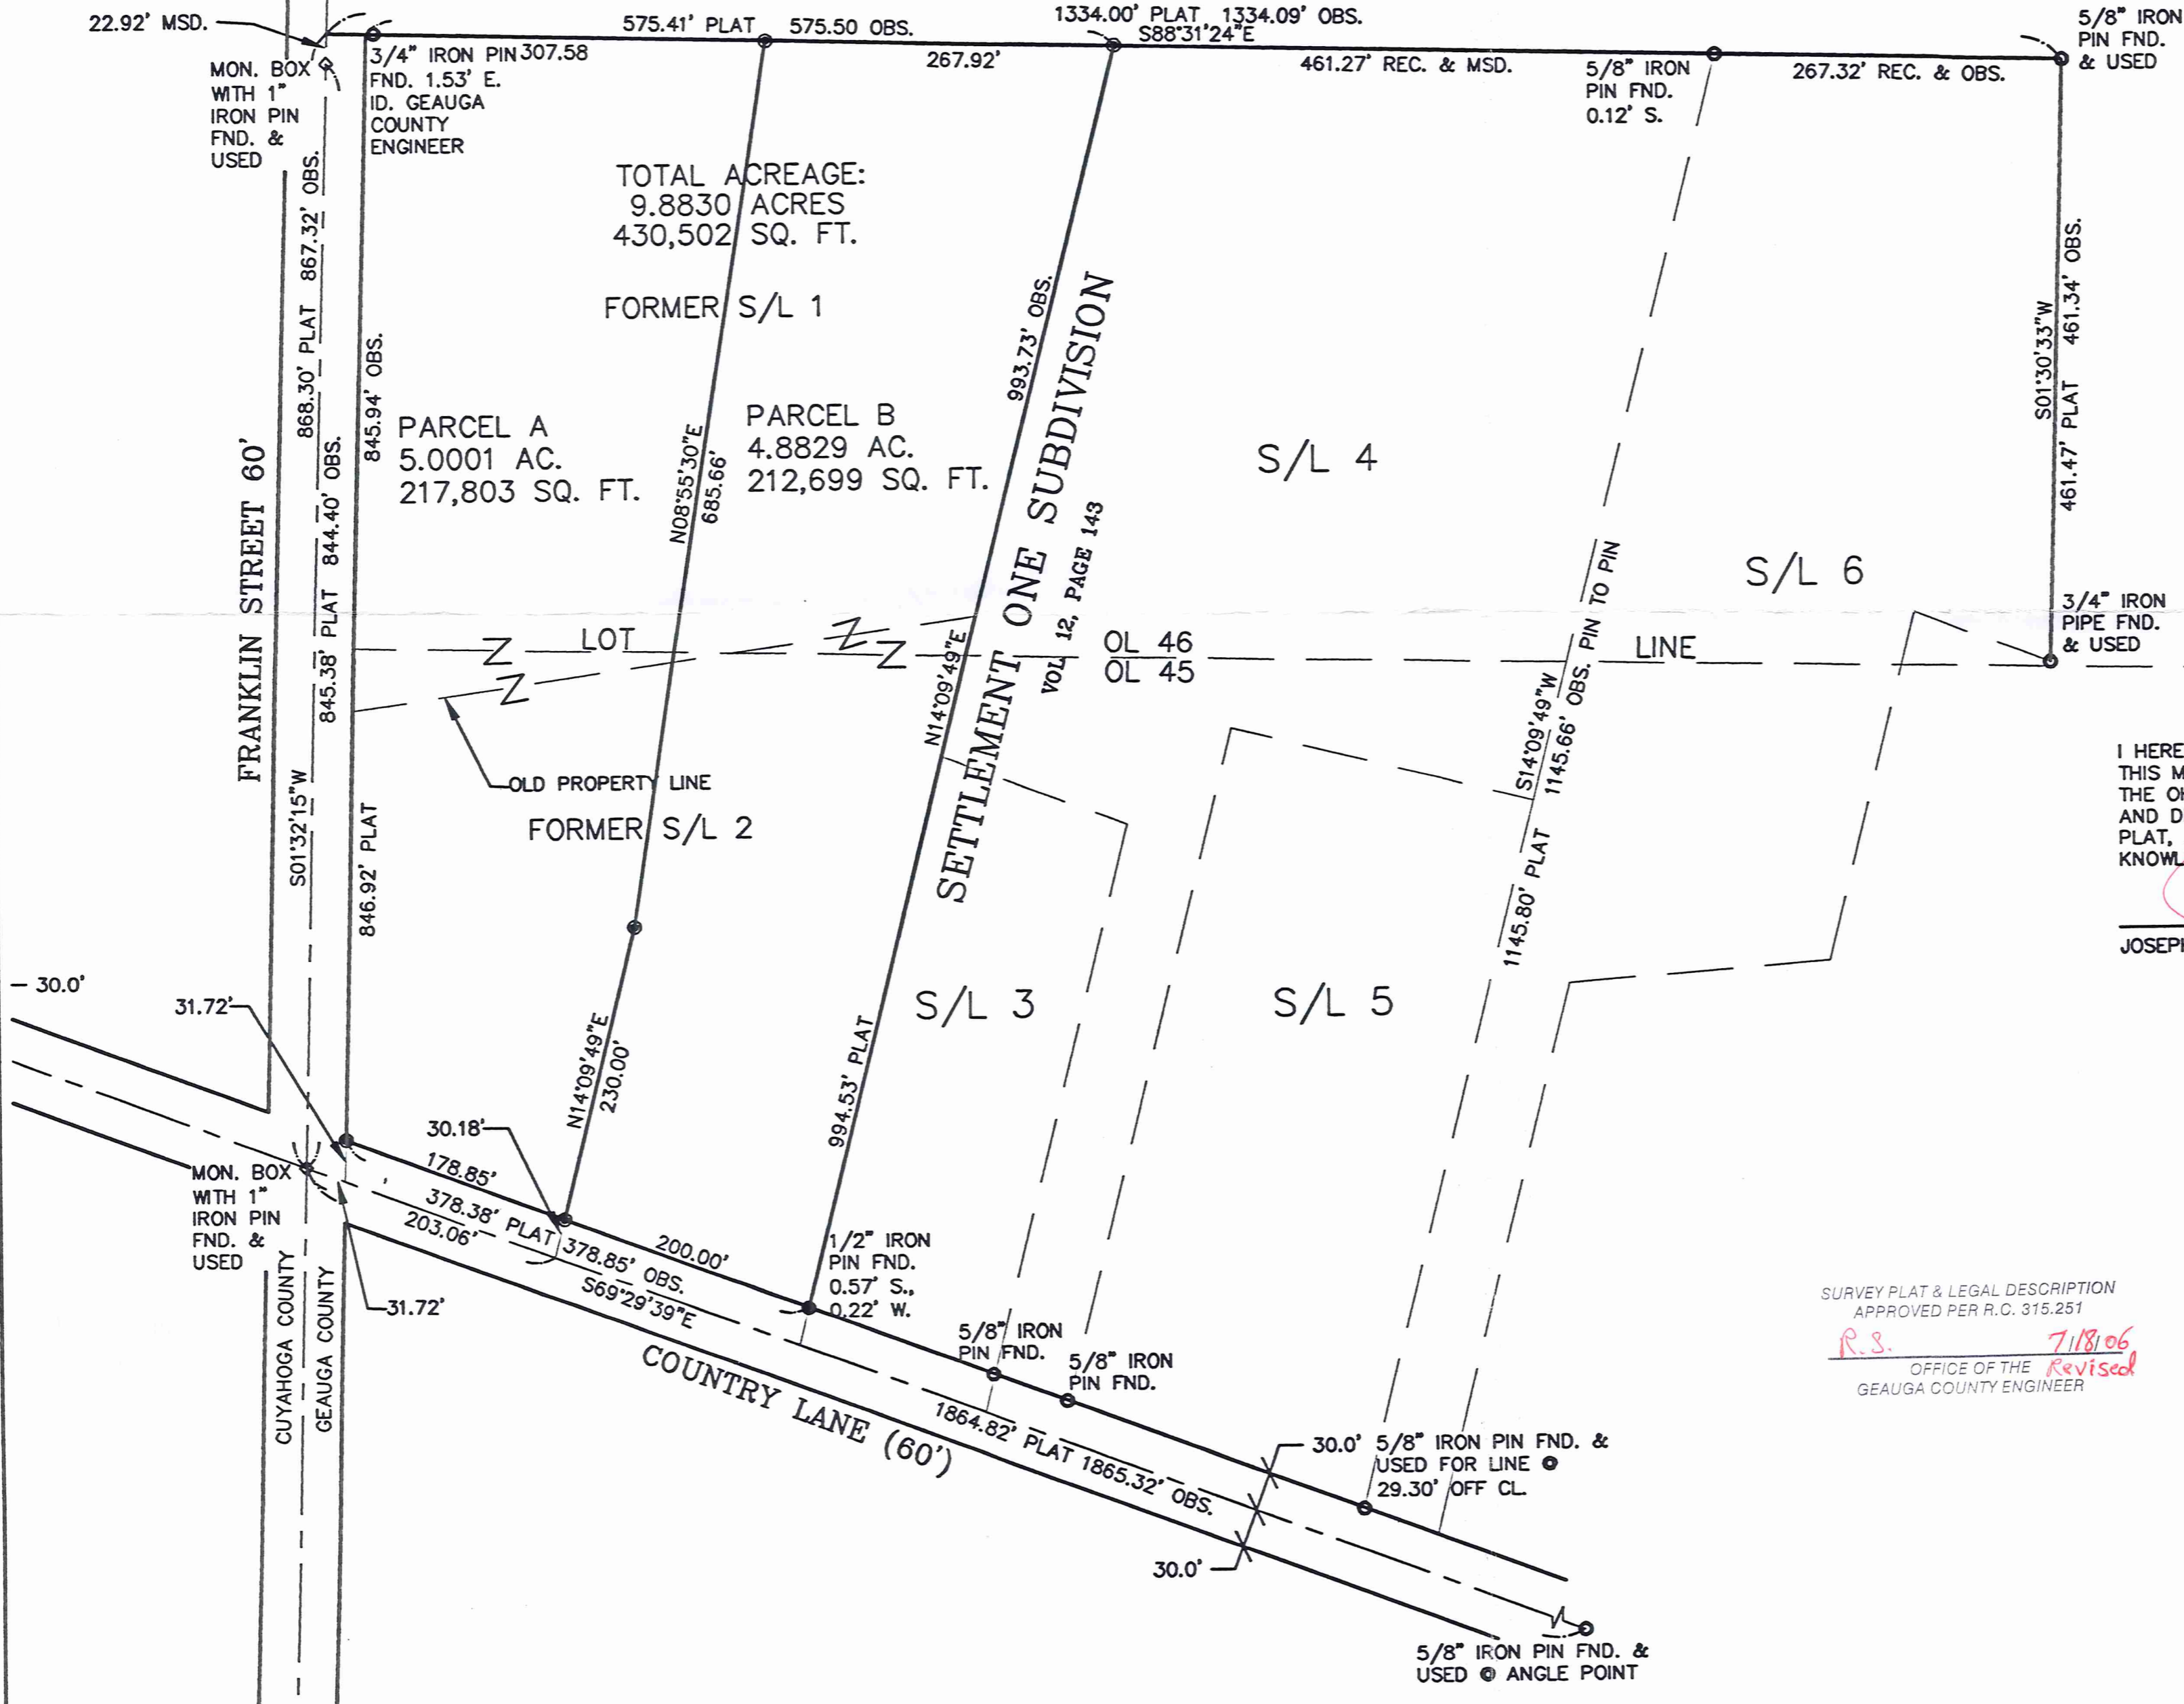 22.92' MSD.
575.41' PLAT 575.50 OBS.
1334.00' PLAT 1334.09' OBS.
S88°31'24"E
5/8" IRON
PIN FND.
& USED
MON. BOX
WITH 1"
IRON PIN
FND. &
USED
3/4" IRON PIN
FND. 1.53' E.
ID. GEAUGA
COUNTY
ENGINEER
307.58
267.92'
461.27' REC. & MSD.
5/8" IRON
PIN FND.
0.12' S.
267.32' REC. & OBS.
TOTAL ACREAGE:
9.8830 ACRES
430,502 SQ. FT.
FORMER S/L 1
PARCEL A
5.0001 AC.
217,803 SQ. FT.
PARCEL B
4.8829 AC.
212,699 SQ. FT.
FRANKLIN STREET 60'
868.30' PLAT 867.32' OBS.
845.38' PLAT 844.40' OBS.
S01°32'15"W
845.94' OBS.
846.92' PLAT
N08°55'30"E
685.66'
993.73' OBS.
N14°09'49"E
994.53' PLAT
SETTLEMENT ONE SUBDIVISION
VOL 12, PAGE 143
S/L 4
S/L 6
S14°09'49"W
1145.66' OBS. PIN TO PIN
1145.80' PLAT
S01°30'33"W
461.47' PLAT 461.34' OBS.
3/4" IRON
PIPE FND.
& USED
Z LOT Z Z
OL 46
OL 45
LINE
Z
OLD PROPERTY LINE
FORMER S/L 2
I HERE
THIS M
THE OH
AND D
PLAT,
KNOWL
JOSEPH
S/L 3
S/L 5
30.0'
31.72'
N14°09'49"E
230.00'
30.18'
MON. BOX
WITH 1"
IRON PIN
FND. &
USED
178.85'
378.38' PLAT 378.85' OBS.
203.06'
S69°29'39"E
200.00'
31.72'
1/2" IRON
PIN FND.
0.57' S.,
0.22' W.
CUYAHOGA COUNTY
GEAUGA COUNTY
5/8" IRON
PIN FND.
5/8" IRON
PIN FND.
COUNTRY LANE (60')
1864.82' PLAT 1865.32' OBS.
30.0'
5/8" IRON PIN FND. &
USED FOR LINE @
29.30' OFF CL.
30.0'
5/8" IRON PIN FND. &
USED @ ANGLE POINT
SURVEY PLAT & LEGAL DESCRIPTION
APPROVED PER R.C. 315.251
R.S. 7/18/06
OFFICE OF THE Revised
GEAUGA COUNTY ENGINEER